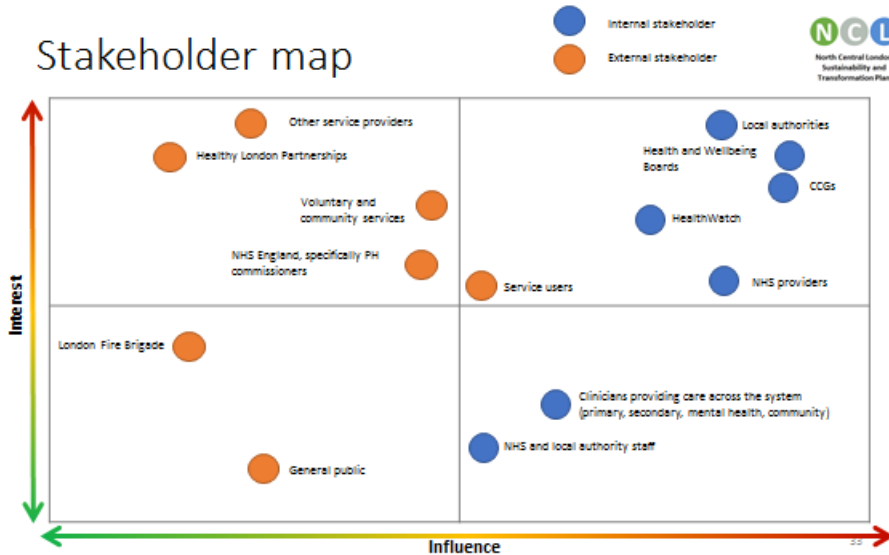 Stakeholder map
Internal stakeholder
External stakeholder
NCL
North Central London
Sustainability and
Transformation Plan
Other service providers
Healthy London Partnerships
Voluntary and
community services
NHS England, specifically PH
commissioners
Local authorities
Health and Wellbeing
Boards
CCGs
HealthWatch
Service users
NHS providers
London Fire Brigade
General public
Clinicians providing care across the system
(primary, secondary, mental health, community)
NHS and local authority staff
Interest
Influence
33